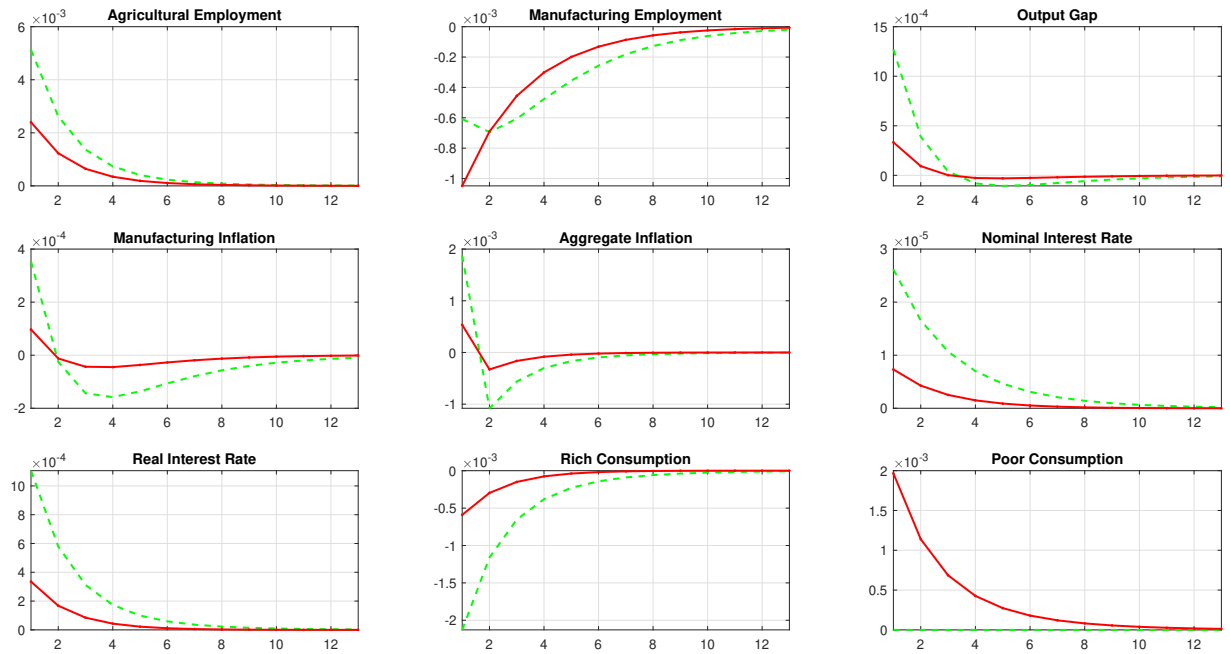 Agricultural Employment
×10⁻³
6
4
2
0
2 4 6 8 10 12
Manufacturing Employment
×10⁻³
0
-0.2
-0.4
-0.6
-0.8
-1
2 4 6 8 10 12
Output Gap
×10⁻⁴
15
10
5
0
2 4 6 8 10 12
Manufacturing Inflation
×10⁻⁴
4
2
0
-2
2 4 6 8 10 12
Aggregate Inflation
×10⁻³
2
1
0
-1
2 4 6 8 10 12
Nominal Interest Rate
×10⁻⁵
3
2
1
0
2 4 6 8 10 12
Real Interest Rate
×10⁻⁴
10
8
6
4
2
0
2 4 6 8 10 12
Rich Consumption
×10⁻³
0
-0.5
-1
-1.5
-2
2 4 6 8 10 12
Poor Consumption
×10⁻³
2
1.5
1
0.5
0
2 4 6 8 10 12